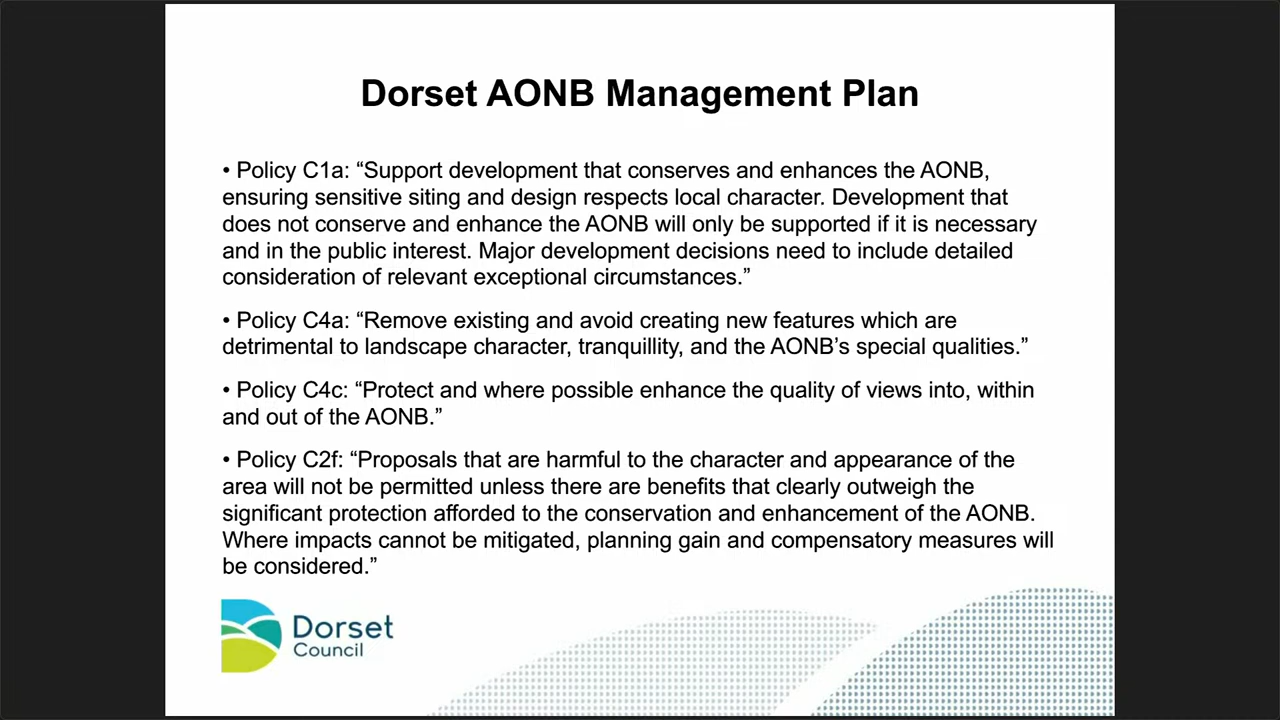 Dorset AONB Management Plan
• Policy C1a: “Support development that conserves and enhances the AONB,
ensuring sensitive siting and design respects local character. Development that
does not conserve and enhance the AONB will only be supported if it is necessary
and in the public interest. Major development decisions need to include detailed
consideration of relevant exceptional circumstances.”
• Policy C4a: “Remove existing and avoid creating new features which are
detrimental to landscape character, tranquillity, and the AONB’s special qualities.”
• Policy C4c: “Protect and where possible enhance the quality of views into, within
and out of the AONB.”
• Policy C2f: “Proposals that are harmful to the character and appearance of the
area will not be permitted unless there are benefits that clearly outweigh the
significant protection afforded to the conservation and enhancement of the AONB.
Where impacts cannot be mitigated, planning gain and compensatory measures will
be considered.”
Dorset
Council